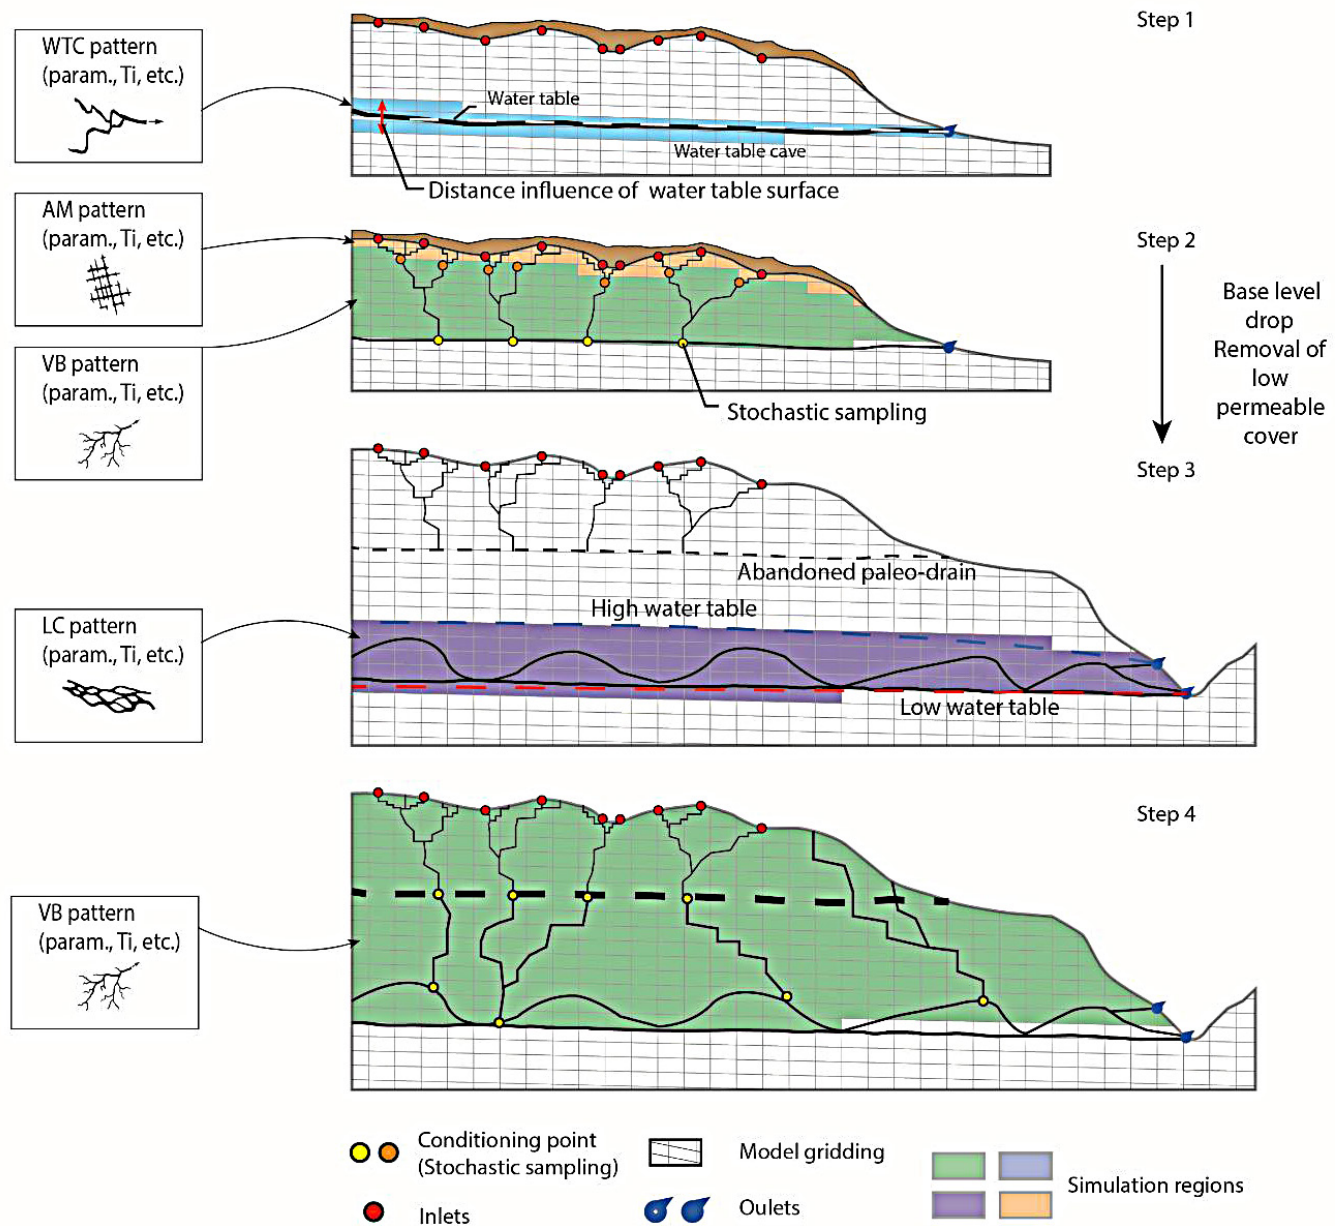 Step 1
WTC pattern
(param., Ti, etc.)
Water table
Water table cave
Distance influence of water table surface
AM pattern
(param., Ti, etc.)
Step 2
VB pattern
(param., Ti, etc.)
Stochastic sampling
Base level
drop
Removal of
low
permeable
cover
Step 3
Abandoned paleo-drain
High water table
LC pattern
(param., Ti, etc.)
Low water table
Step 4
VB pattern
(param., Ti, etc.)
Conditioning point
(Stochastic sampling)
Model gridding
Simulation regions
Inlets
Oulets